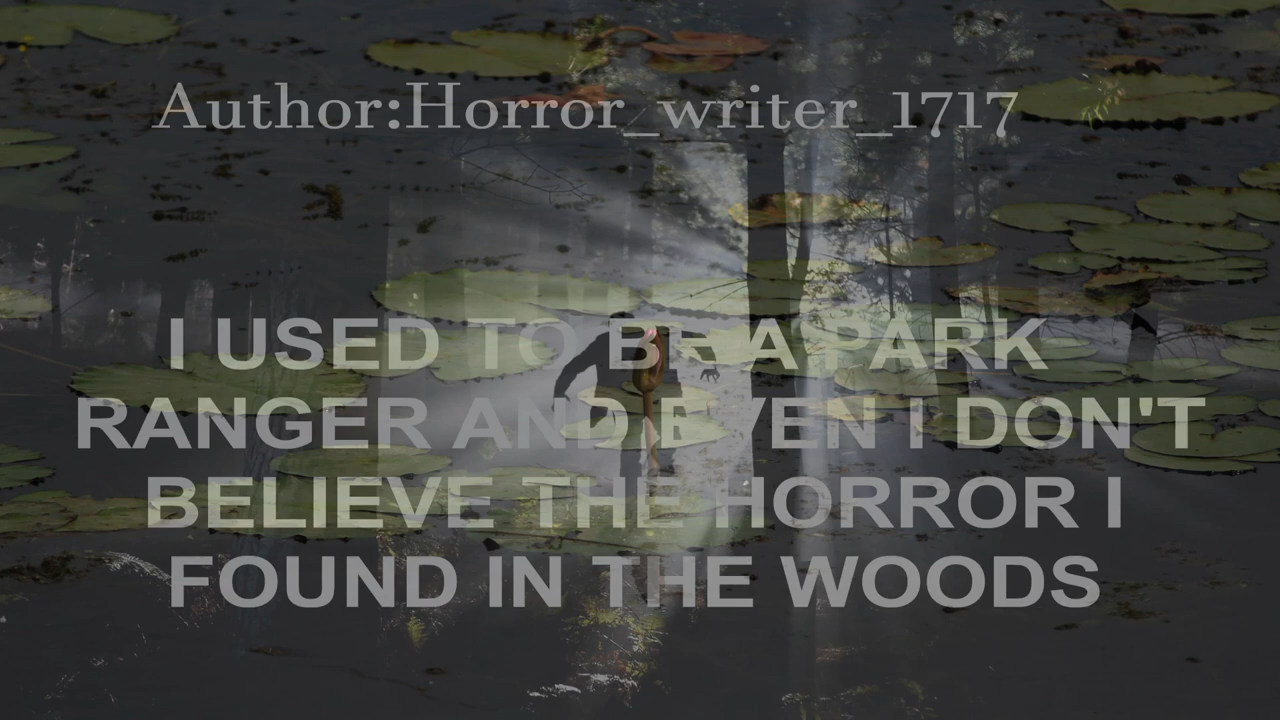 Author:Horror_writer_1717
I USED TO BE A PARK
RANGER AND EVEN I DON'T
BELIEVE THE HORROR I
FOUND IN THE WOODS